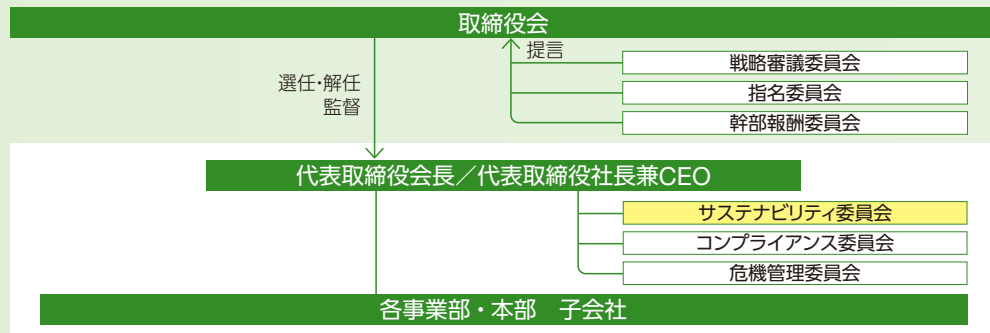 取締役会
提言
選任・解任
監督
戦略審議委員会
指名委員会
幹部報酬委員会
代表取締役会長／代表取締役社長兼CEO
サステナビリティ委員会
コンプライアンス委員会
危機管理委員会
各事業部・本部　子会社